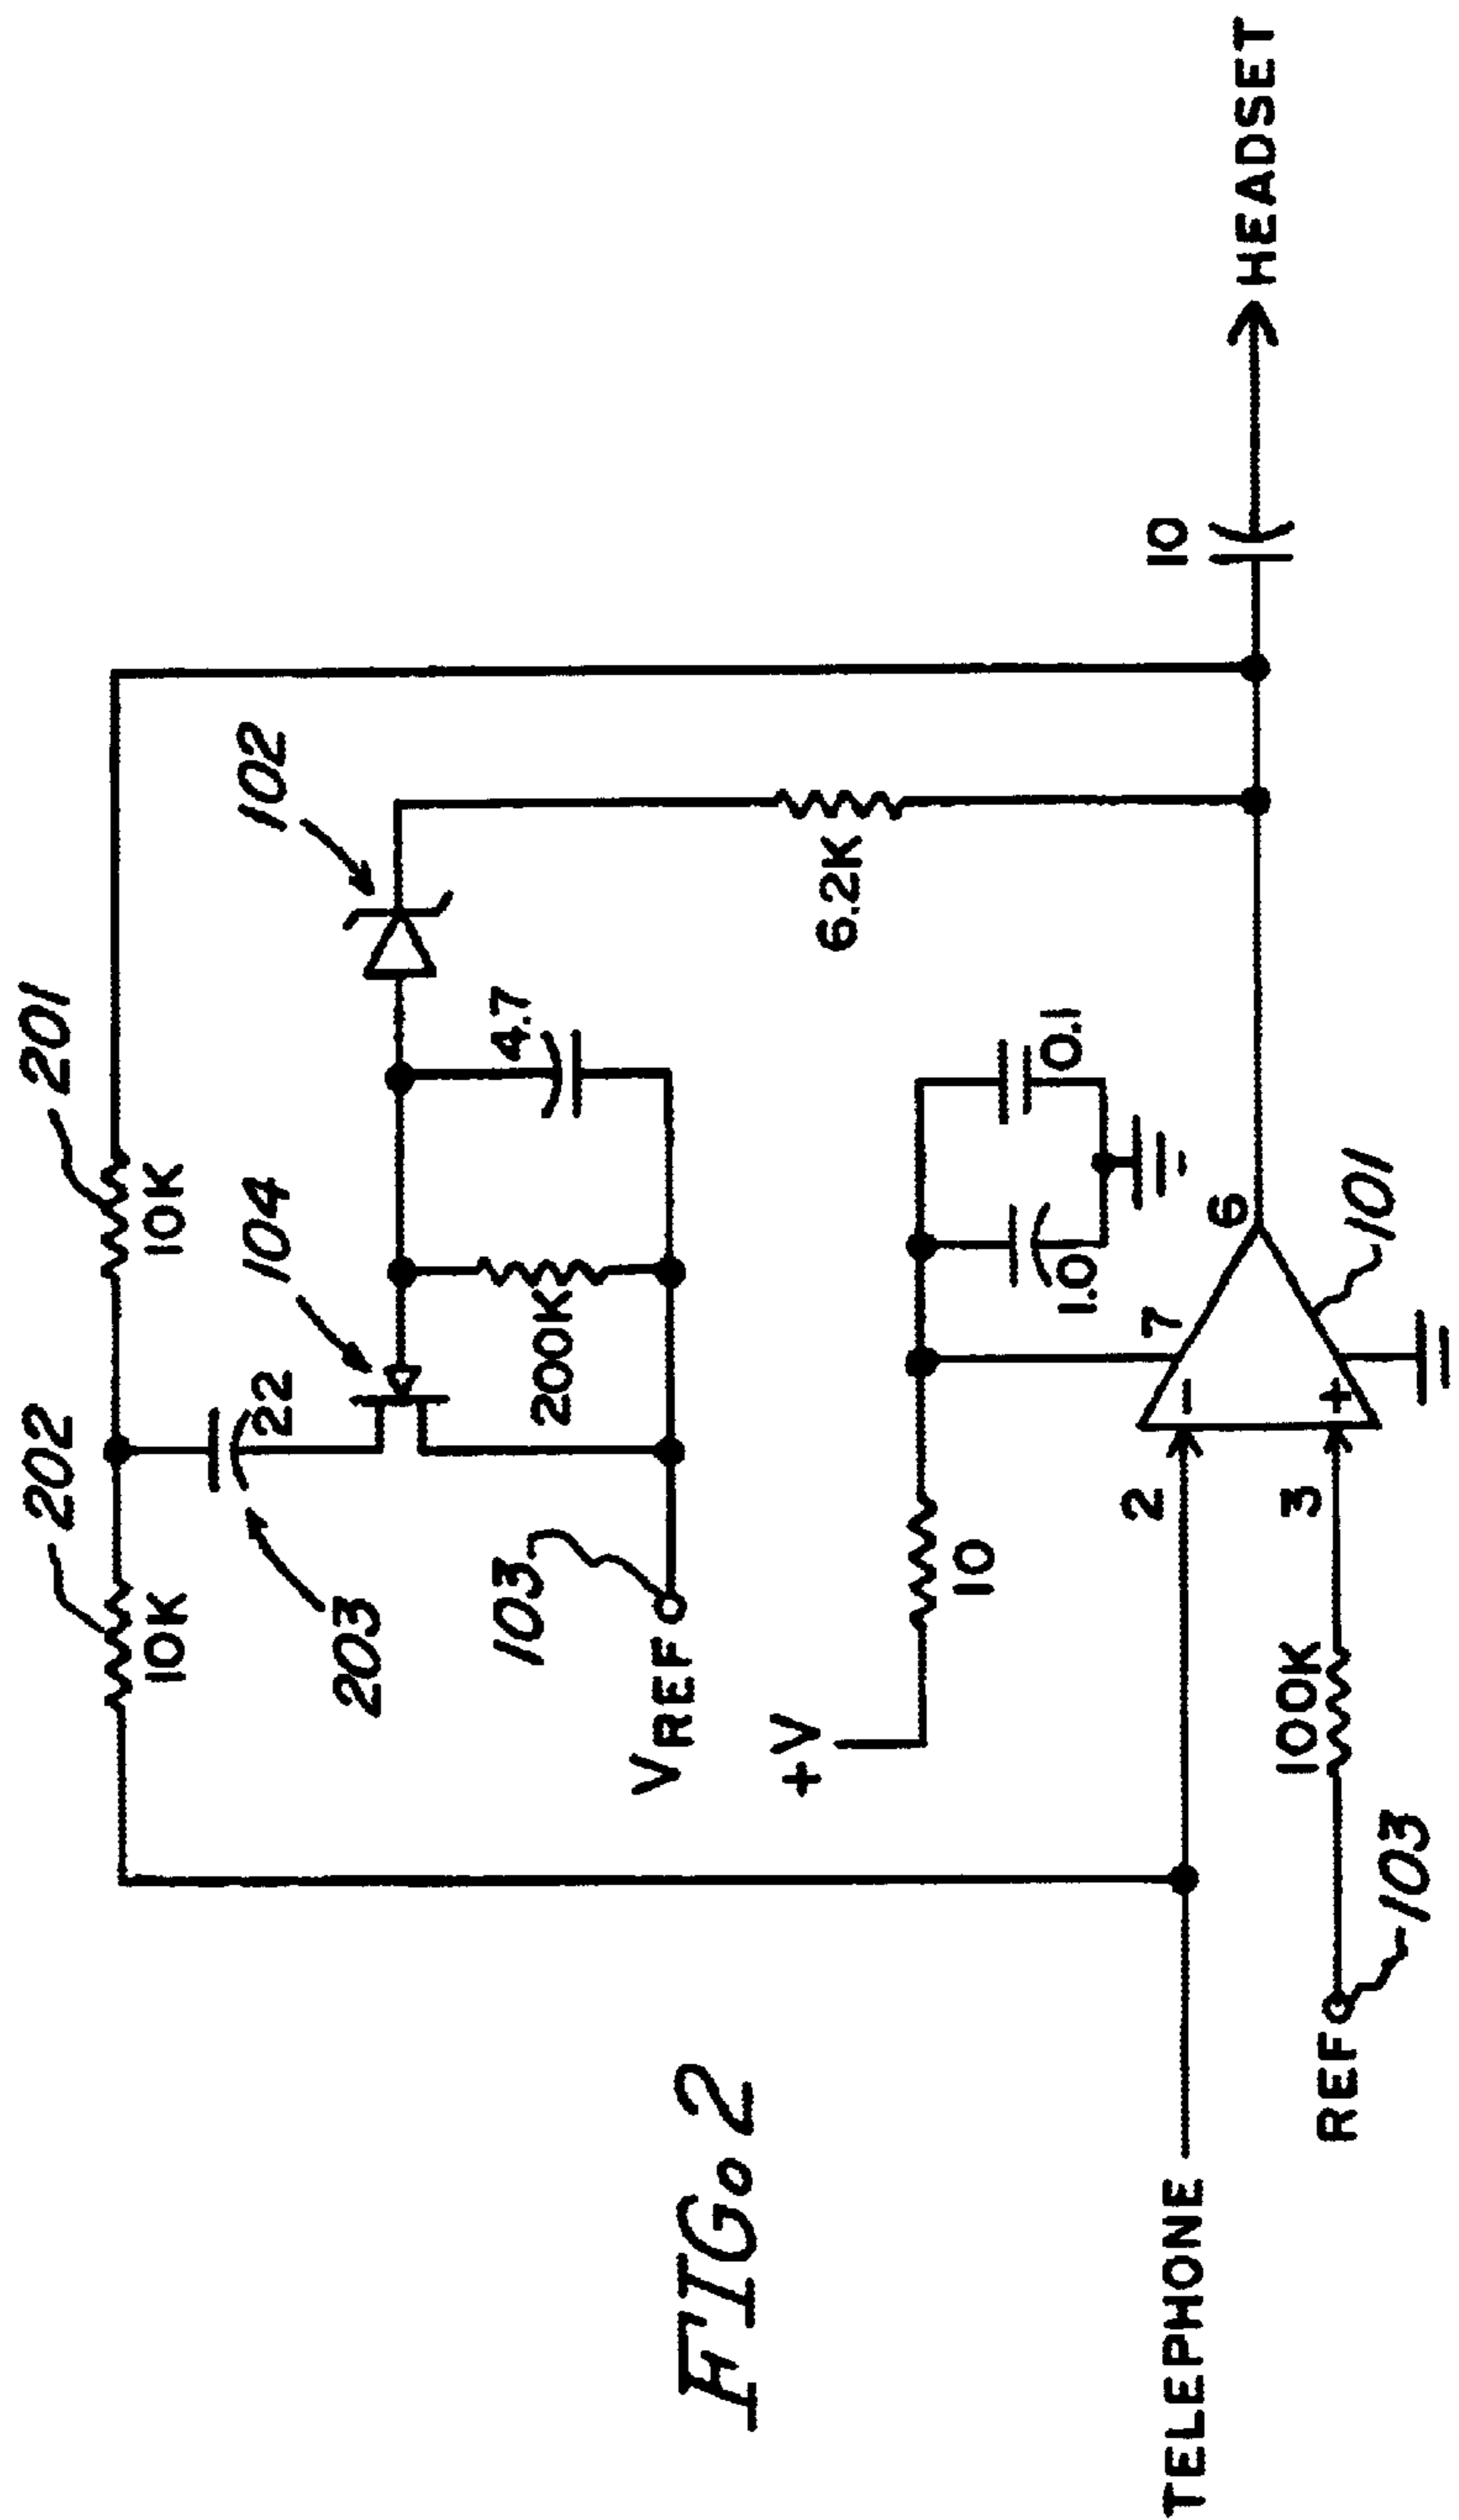 201
202
10K
10K
102
104
22
203
4.7
200K
103
VREF
6.2K
+V
10
1.0
0.1
10
HEADSET
7
6
2
3
101
100K
TELEPHONE
REF
103
FIG. 2